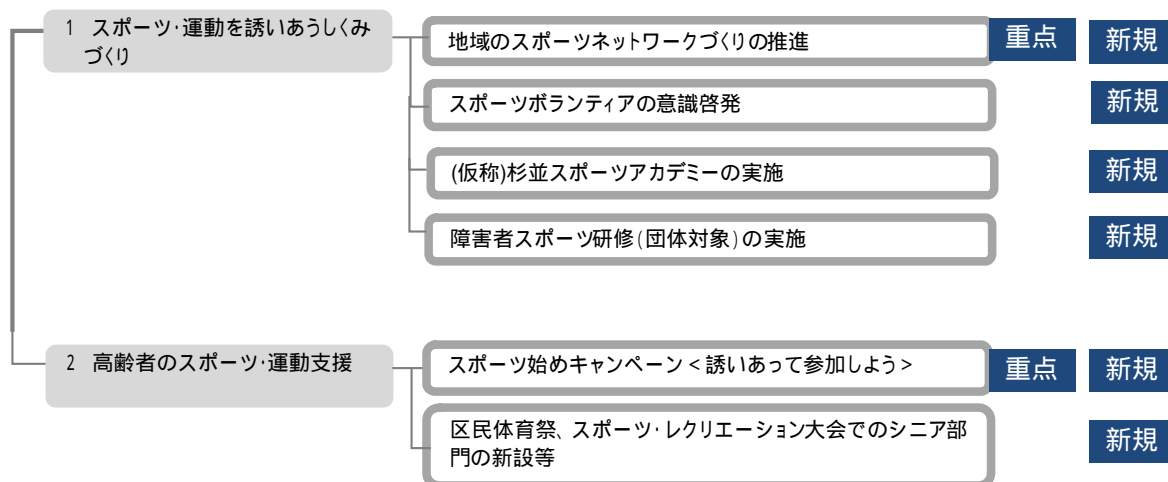 1 スポーツ・運動を誘いあうしくみ
づくり
地域のスポーツネットワークづくりの推進
重点
新規
スポーツボランティアの意識啓発
新規
(仮称)杉並スポーツアカデミーの実施
新規
障害者スポーツ研修(団体対象)の実施
新規
2 高齢者のスポーツ・運動支援
スポーツ始めキャンペーン<誘いあって参加しよう>
重点
新規
区民体育祭、スポーツ・レクリエーション大会でのシニア部
門の新設等
新規